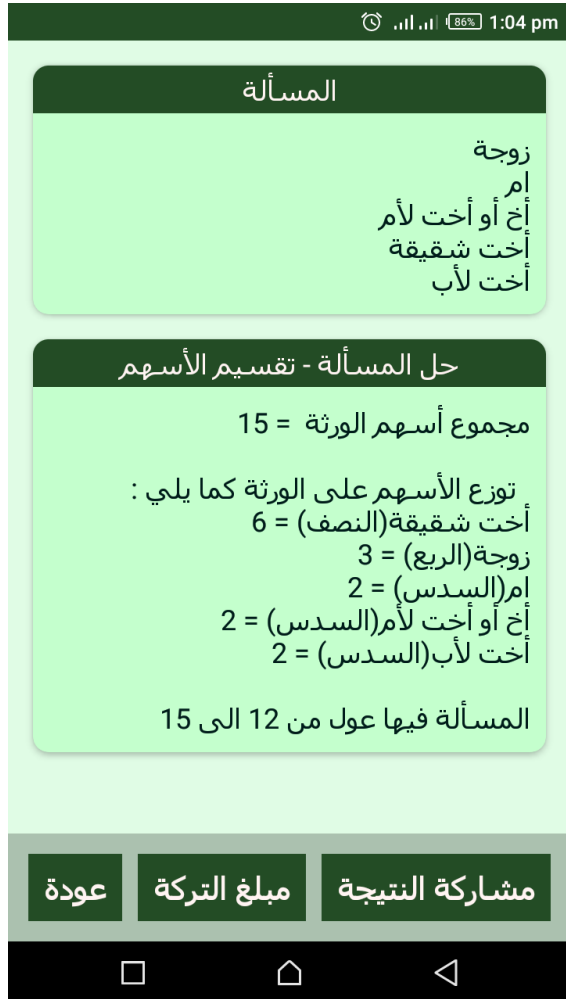 86% 1:04 pm
المسألة
زوجة
ام
أخ أو أخت لأم
أخت شقيقة
أخت لأب
حل المسألة - تقسيم الأسهم
مجموع أسهم الورثة = 15
توزع الأسهم على الورثة كما يلي :
أخت شقيقة(النصف) = 6
زوجة(الربع) = 3
ام(السدس) = 2
أخ أو أخت لأم(السدس) = 2
أخت لأب(السدس) = 2
المسألة فيها عول من 12 الى 15
مشاركة النتيجة
مبلغ التركة
عودة